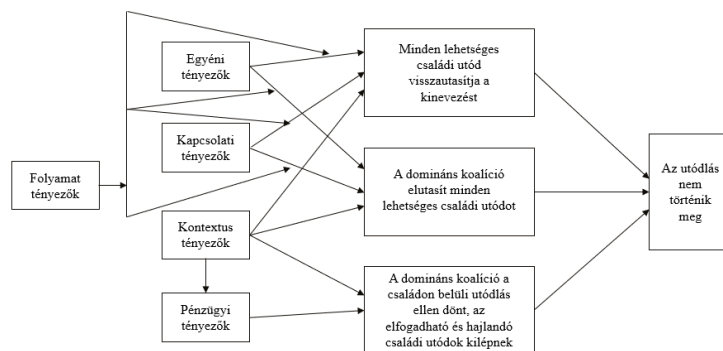 Egyéni
tényezők
Minden lehetséges
családi utód
visszautasítja a
kinevezést
Kapcsolati
tényezők
Folyamat
tényezők
A domináns koalíció
elutasít minden
lehetséges családi utódot
Az utódlás
nem
történik
meg
Kontextus
tényezők
Pénzügyi
tényezők
A domináns koalíció a
családon belüli utódlás
ellen dönt, az
elfogadható és hajlandó
családi utódok kilépnek